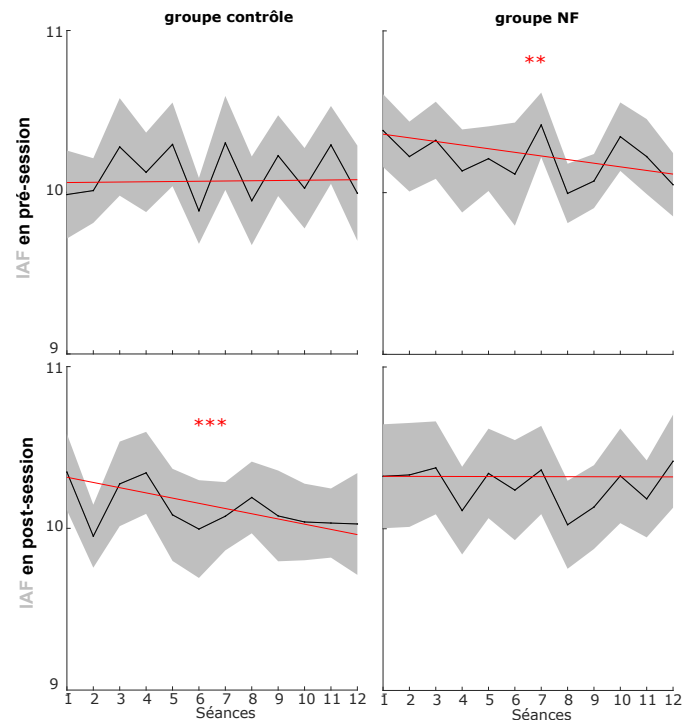 groupe contrôle
groupe NF
IAF en pré-session
11
10
9
**
IAF en post-session
10
9
***
1 2 3 4 5 6 7 8 9 10 11 12
Séances
1 2 3 4 5 6 7 8 9 10 11 12
Séances